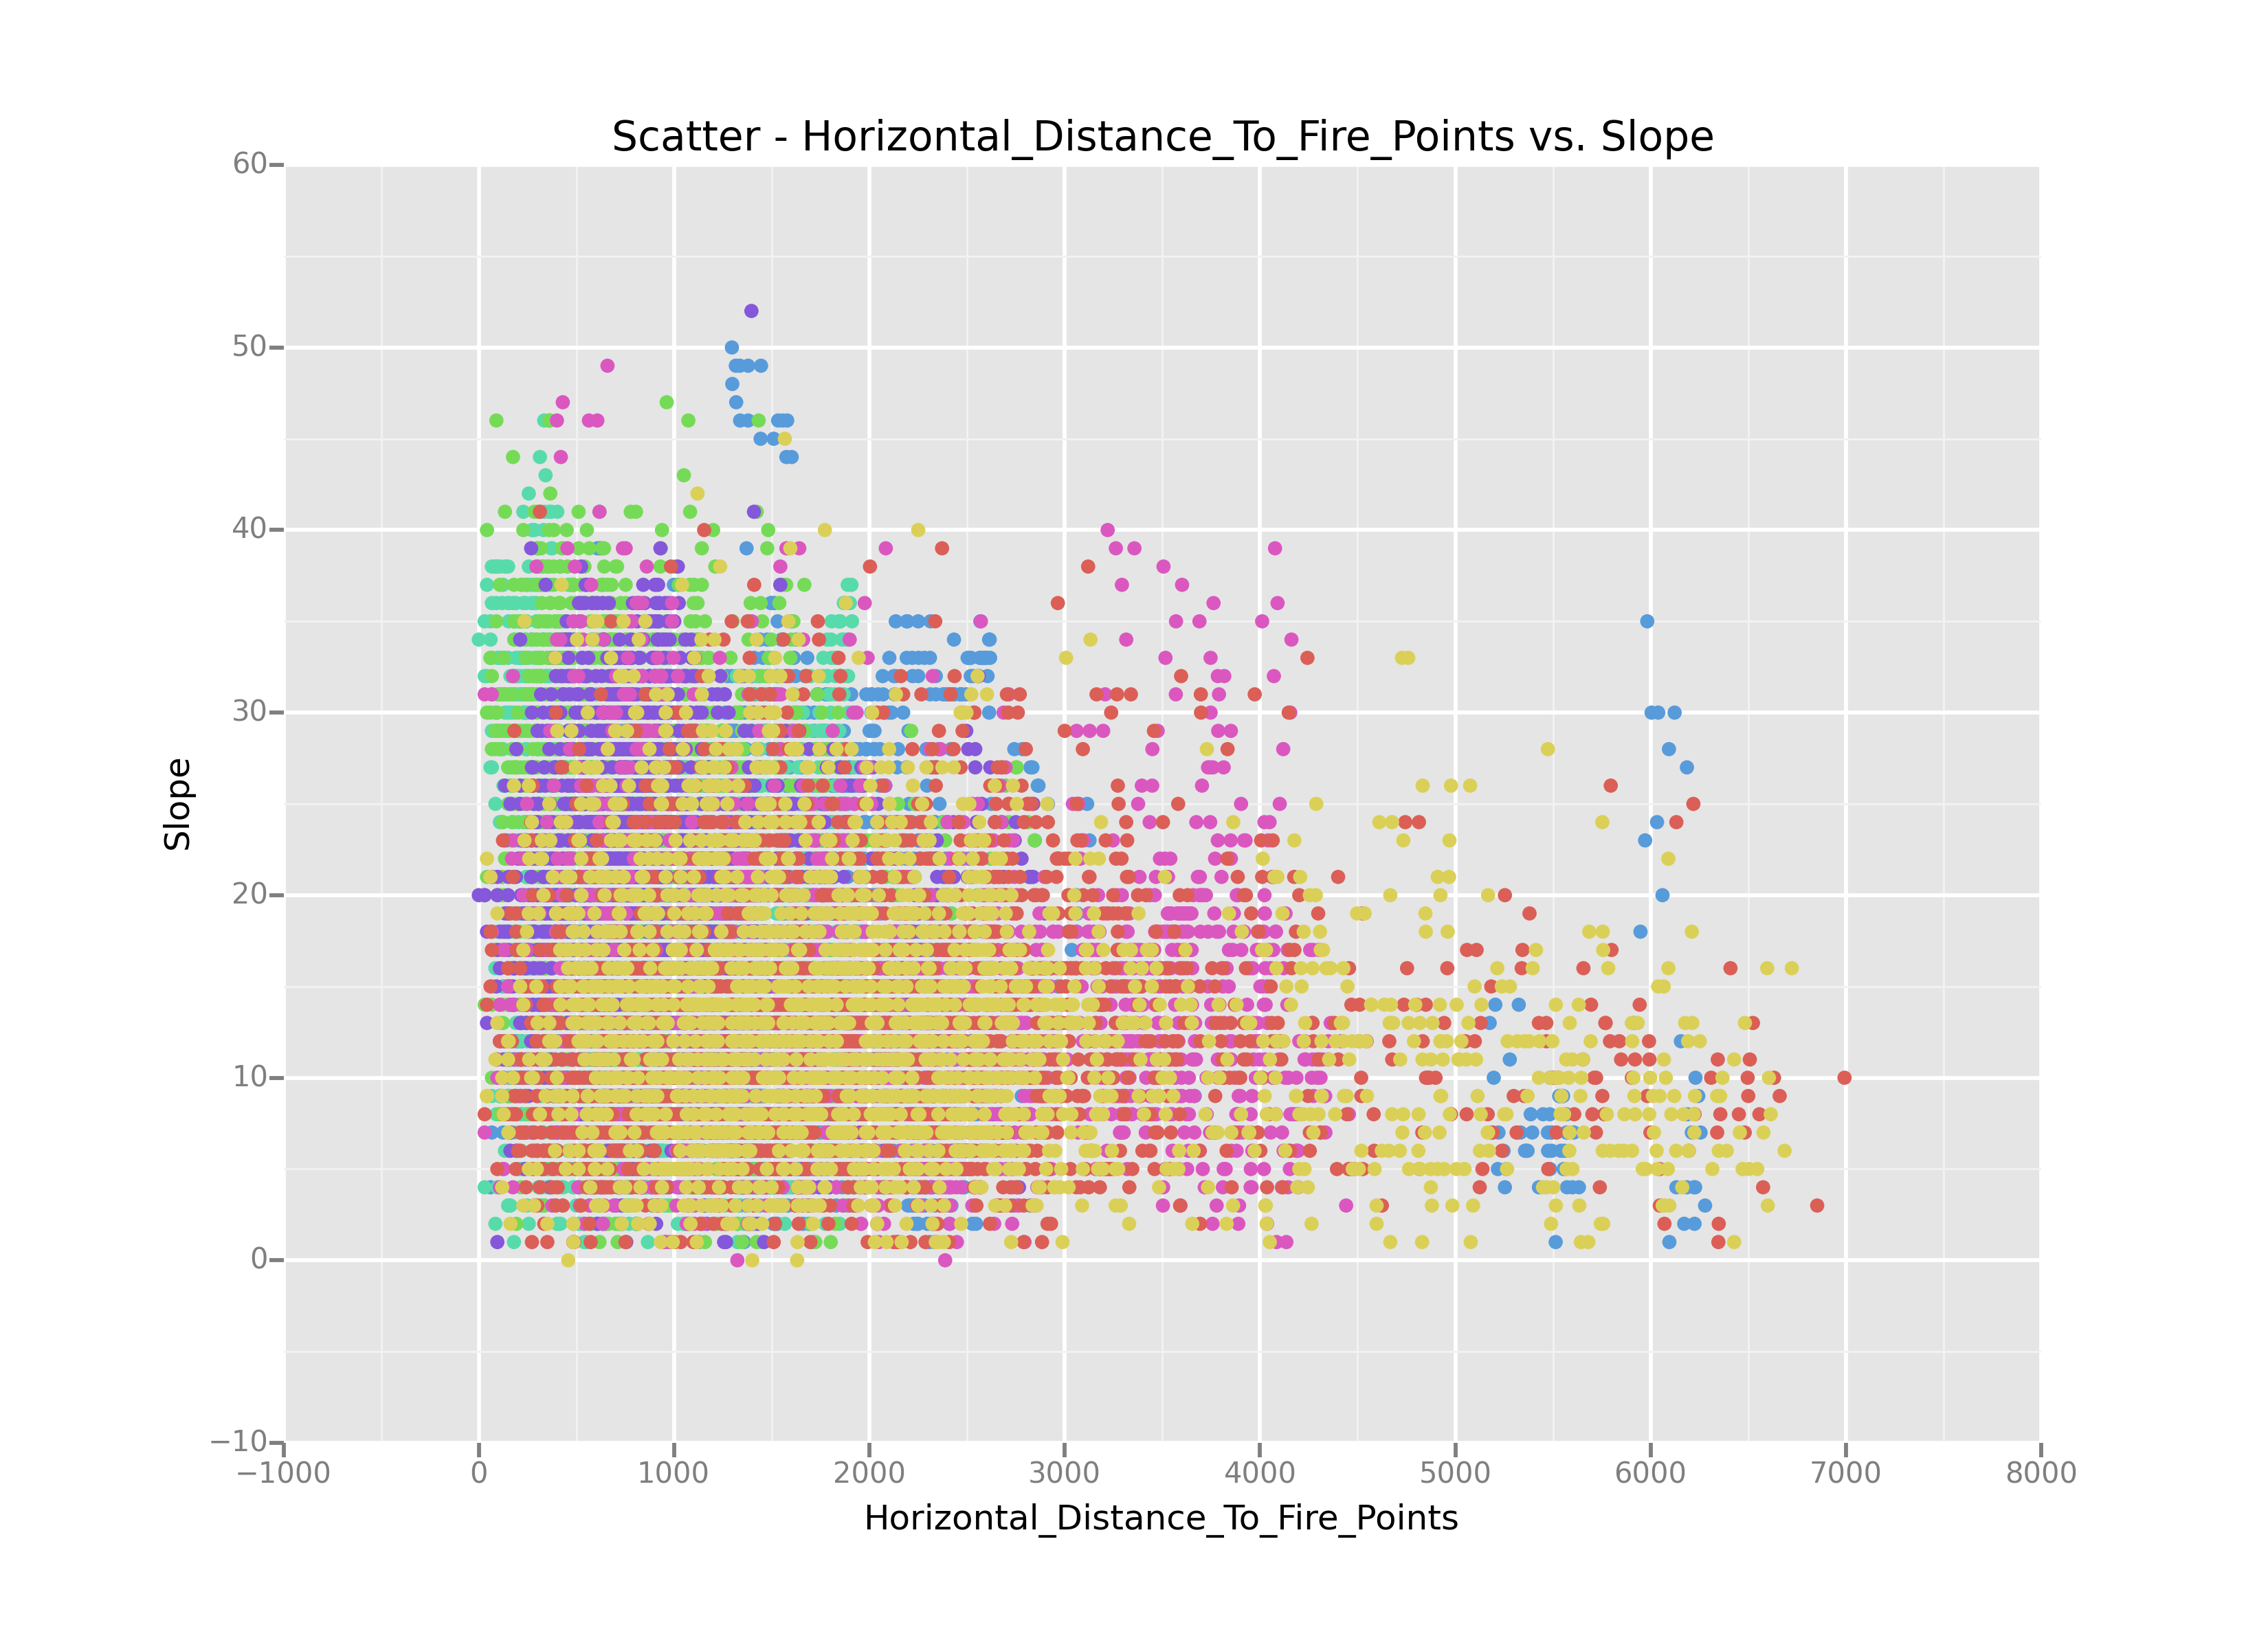 Scatter - Horizontal_Distance_To_Fire_Points vs. Slope
60
50
40
30
20
10
0
−10
Slope
−1000 0 1000 2000 3000 4000 5000 6000 7000 8000
Horizontal_Distance_To_Fire_Points